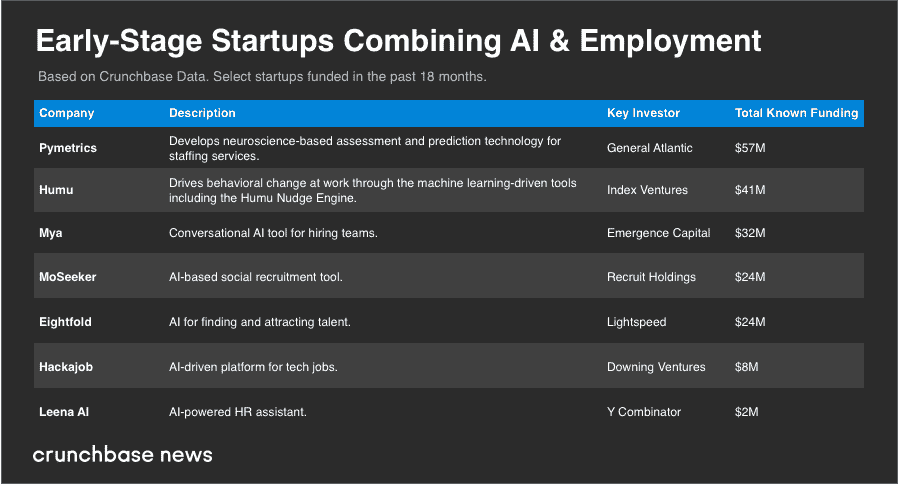 Early-Stage Startups Combining AI & Employment
Based on Crunchbase Data. Select startups funded in the past 18 months.
Company Description Key Investor Total Known Funding
Pymetrics Develops neuroscience-based assessment and prediction technology for
staffing services. General Atlantic $57M
Humu Drives behavioral change at work through the machine learning-driven tools
including the Humu Nudge Engine. Index Ventures $41M
Mya Conversational AI tool for hiring teams. Emergence Capital $32M
MoSeeker AI-based social recruitment tool. Recruit Holdings $24M
Eightfold AI for finding and attracting talent. Lightspeed $24M
Hackajob AI-driven platform for tech jobs. Downing Ventures $8M
Leena AI AI-powered HR assistant. Y Combinator $2M
crunchbase news